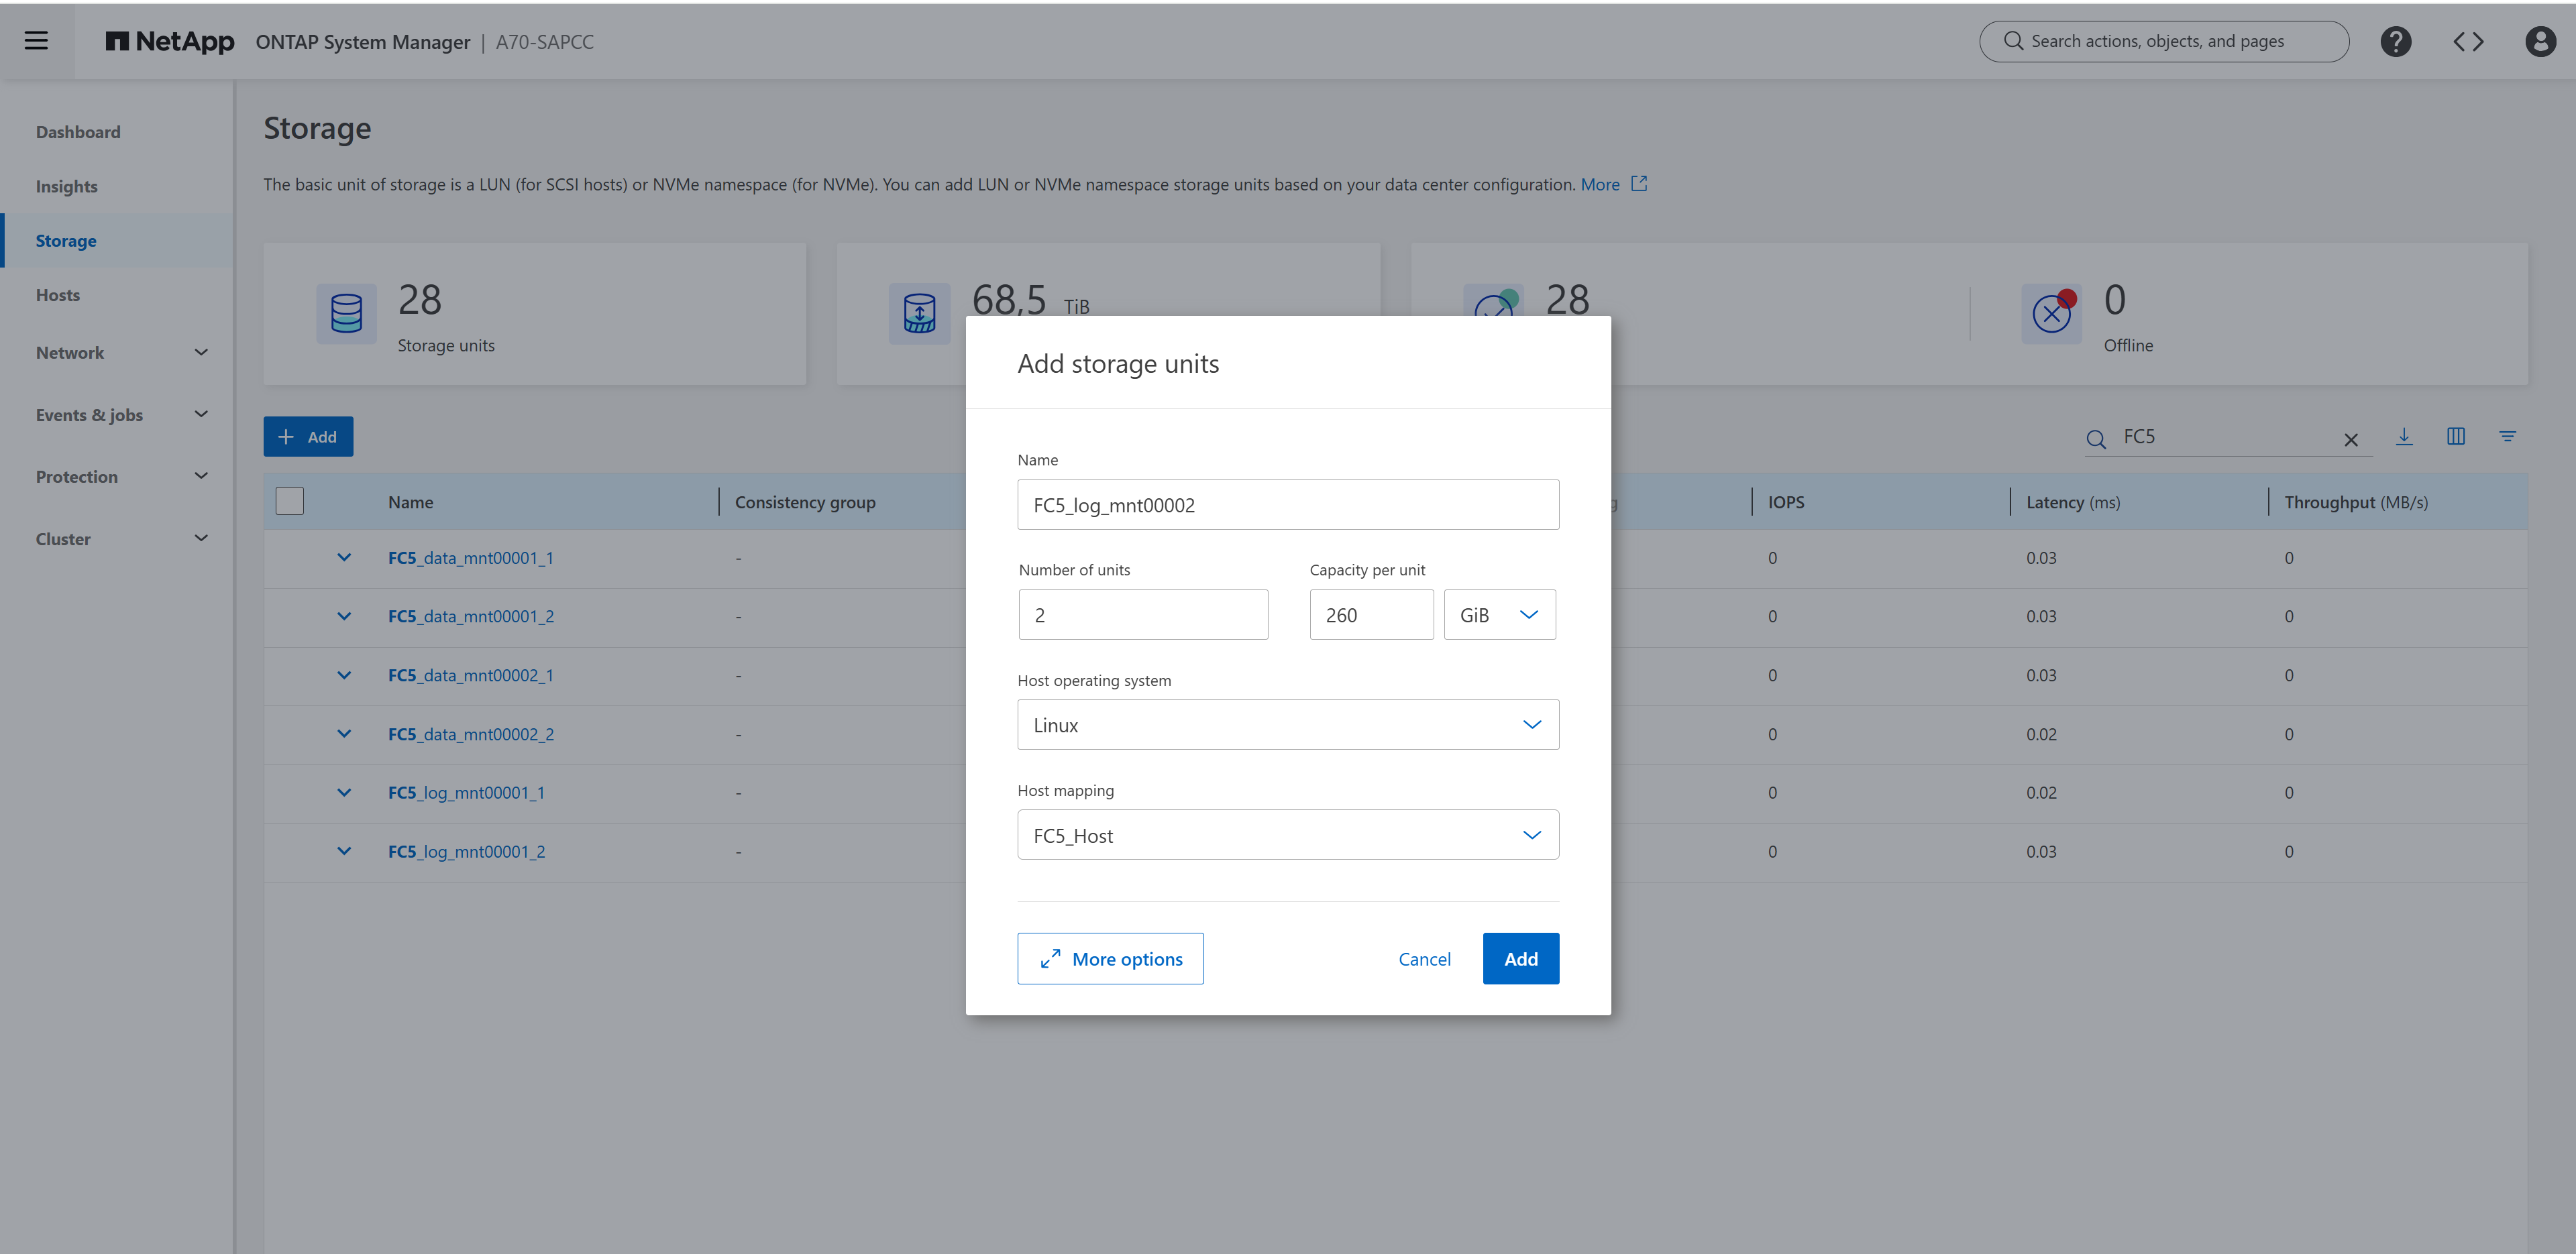 NetApp ONTAP System Manager | A70-SAPCC
Search actions, objects, and pages
Dashboard
Insights
Storage
Hosts
Network
Events & jobs
Protection
Cluster
Storage
The basic unit of storage is a LUN (for SCSI hosts) or NVMe namespace (for NVMe). You can add LUN or NVMe namespace storage units based on your data center configuration. More
28
Storage units
68,5 TiB
28
0
Offline
+ Add
FC5
Name Consistency group IOPS Latency (ms) Throughput (MB/s)
FC5_data_mnt00001_1 - 0 0.03 0
FC5_data_mnt00001_2 - 0 0.03 0
FC5_data_mnt00002_1 - 0 0.03 0
FC5_data_mnt00002_2 - 0 0.02 0
FC5_log_mnt00001_1 - 0 0.02 0
FC5_log_mnt00001_2 - 0 0.03 0
Add storage units
Name
FC5_log_mnt00002
Number of units Capacity per unit
2 260 GiB
Host operating system
Linux
Host mapping
FC5_Host
More options Cancel Add